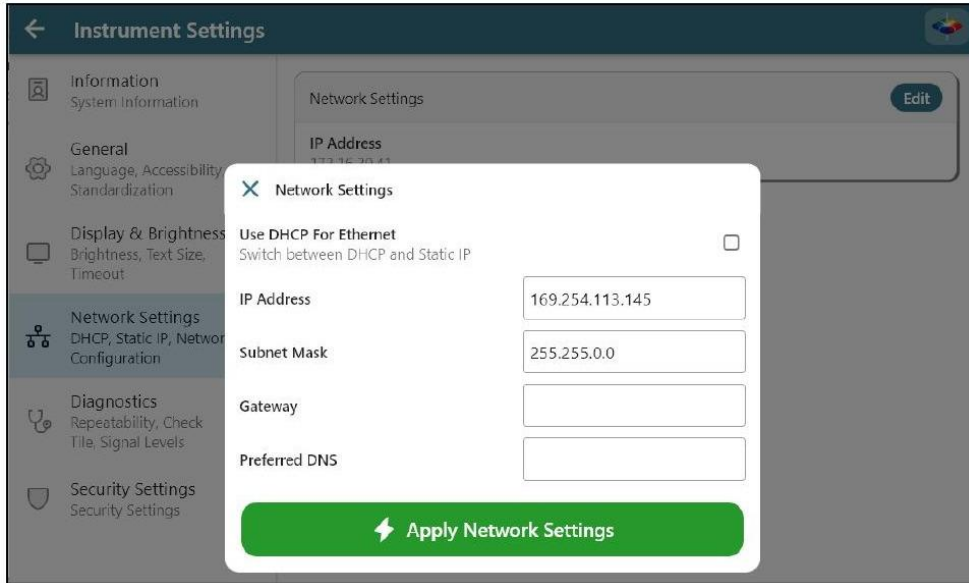 Instrument Settings
Information
System Information
General
Language, Accessibility
Standardization
Display & Brightness
Brightness, Text Size,
Timeout
Network Settings
DHCP, Static IP, Networ
Configuration
Diagnostics
Repeatability, Check
Tile, Signal Levels
Security Settings
Security Settings
Network Settings
Edit
IP Address
Network Settings
Use DHCP For Ethernet
Switch between DHCP and Static IP
IP Address
169.254.113.145
Subnet Mask
255.255.0.0
Gateway
Preferred DNS
Apply Network Settings